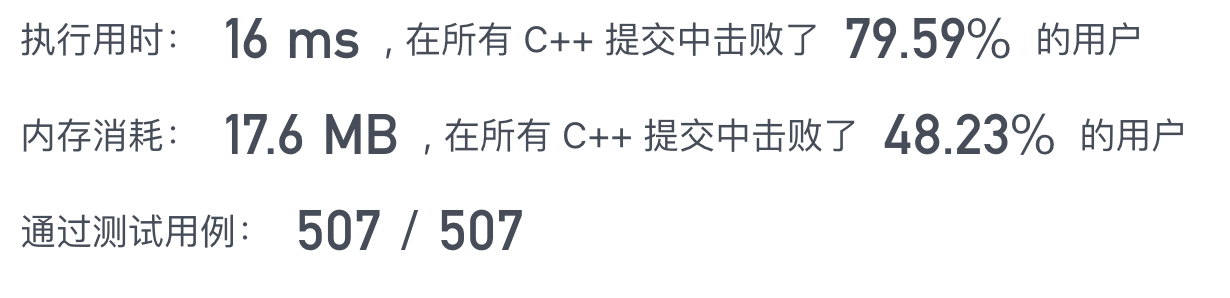 执行用时： 16 ms ，在所有 C++ 提交中击败了 79.59% 的用户
内存消耗： 17.6 MB ，在所有 C++ 提交中击败了 48.23% 的用户
通过测试用例： 507 / 507